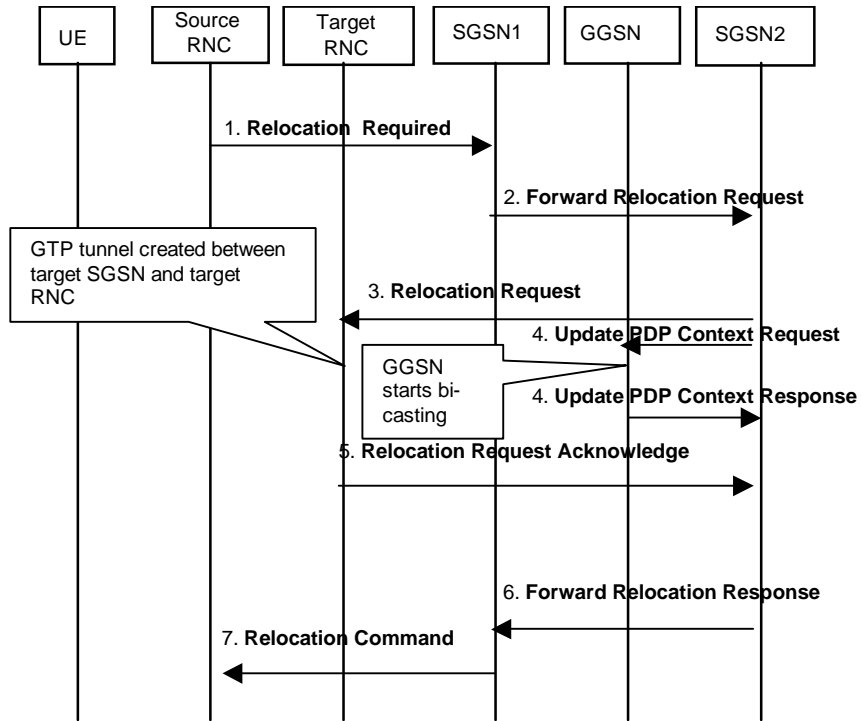 UE
Source
RNC
Target
RNC
SGSN1
GGSN
SGSN2
1. Relocation Required
2. Forward Relocation Request
GTP tunnel created between
target SGSN and target
RNC
3. Relocation Request
4. Update PDP Context Request
GGSN
starts bi-
casting
4. Update PDP Context Response
5. Relocation Request Acknowledge
6. Forward Relocation Response
7. Relocation Command